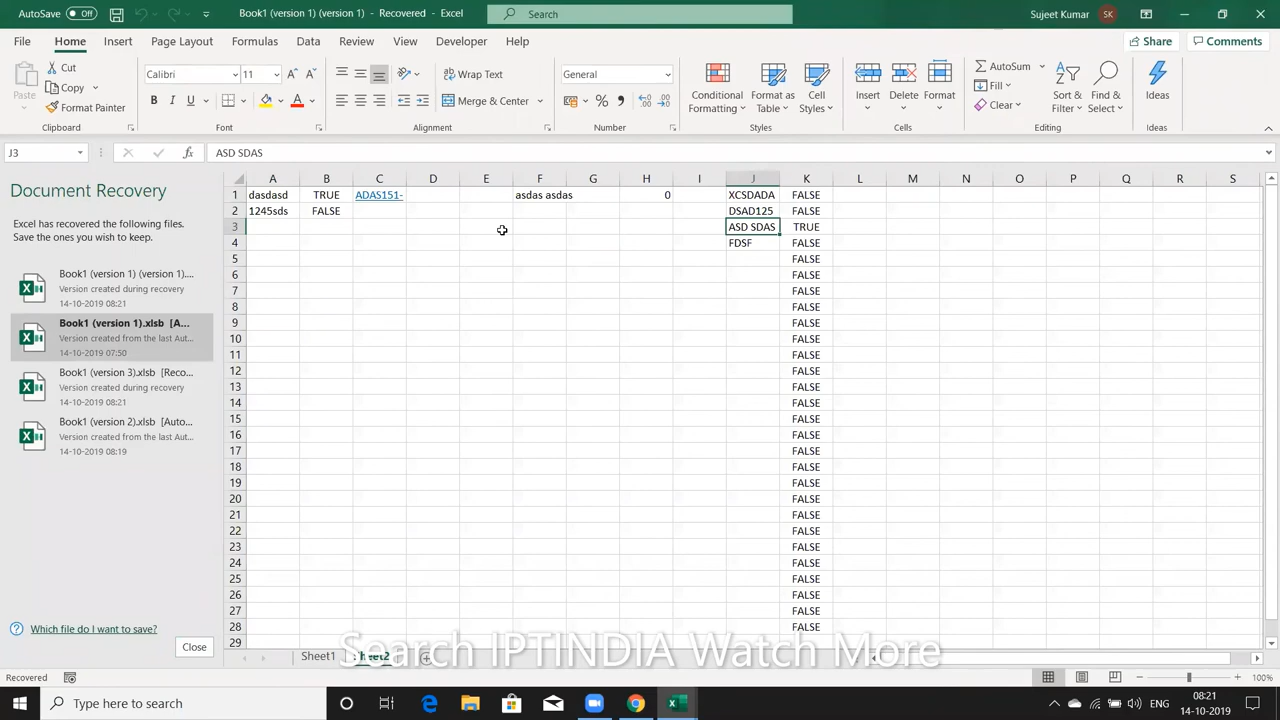 AutoSave Off
Book1 (version 1) (version 1) - Recovered - Excel
Search
Sujeet Kumar SK
File Home Insert Page Layout Formulas Data Review View Developer Help
Share Comments
Paste
Cut
Copy
Format Painter
Clipboard
Calibri 11
B I U
A
Font
Wrap Text
Merge & Center
Alignment
General
%
Number
Conditional Formatting
Format as Table
Cell Styles
Styles
Insert Delete Format
Cells
AutoSum
Fill
Clear
Sort & Filter
Find & Select
Editing
Ideas
Ideas
J3 fx ASD SDAS
Document Recovery
Excel has recovered the following files.
Save the ones you wish to keep.
Book1 (version 1) (version 1)....
Version created during recovery
14-10-2019 08:21
Book1 (version 1).xlsb [A...
Version created from the last Aut...
14-10-2019 07:50
Book1 (version 3).xlsb [Reco...
Version created during recovery
14-10-2019 08:21
Book1 (version 2).xlsb [Auto...
Version created from the last Aut...
14-10-2019 08:19
Which file do I want to save?
Close
A B C D E F G H I J K L M N O P Q R S
1 dasdasd TRUE ADAS151- asdas asdas 0 XCSDADA FALSE
2 1245sds FALSE DSAD125 FALSE
3 ASD SDAS TRUE
4 FDSF FALSE
5 FALSE
6 FALSE
7 FALSE
8 FALSE
9 FALSE
10 FALSE
11 FALSE
12 FALSE
13 FALSE
14 FALSE
15 FALSE
16 FALSE
17 FALSE
18 FALSE
19 FALSE
20 FALSE
21 FALSE
22 FALSE
23 FALSE
24 FALSE
25 FALSE
26 FALSE
27 FALSE
28 FALSE
29
Search IPTINDIA Watch More
Sheet1 Sheet2
Recovered
100%
Type here to search
ENG
08:21
14-10-2019